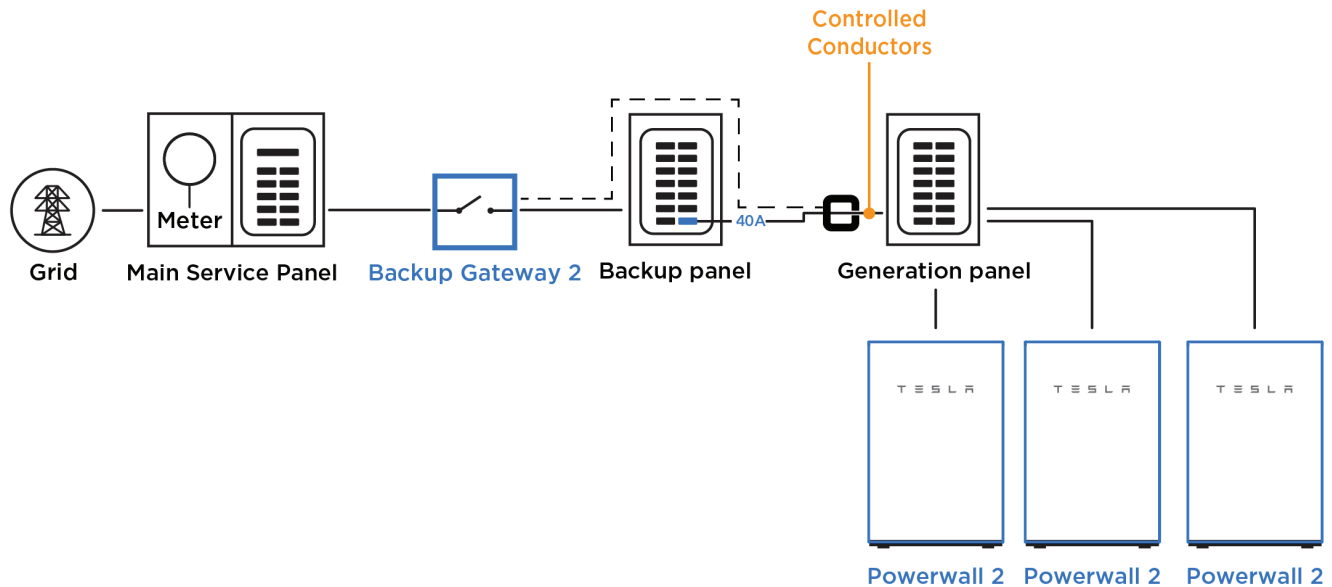 Controlled
Conductors
Meter
40A
Grid
Main Service Panel
Backup Gateway 2
Backup panel
Generation panel
TESLA
TESLA
TESLA
Powerwall 2
Powerwall 2
Powerwall 2